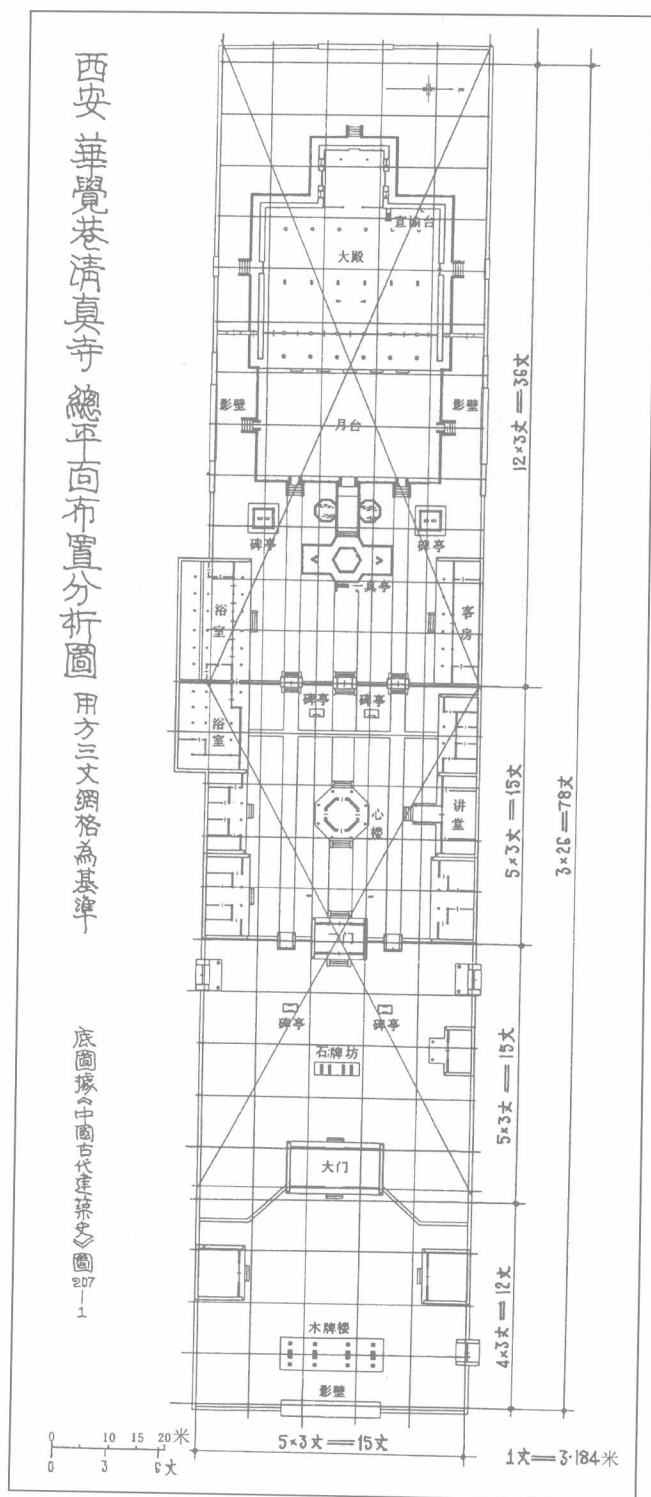 西安華覺巷清真寺總平面布置分析圖 用方三丈網格為基準
底圖據《中國古代建築史》圖207—1
宣諭台
大殿
影壁
月台
影壁
12×3丈＝36丈
碑亭
碑亭
一真亭
浴室
客房
碑亭
碑亭
浴室
心楼
讲堂
5×3丈＝15丈
3×26＝78丈
二门
碑亭
碑亭
石牌坊
5×3丈＝15丈
大门
4×3丈＝12丈
木牌楼
影壁
5×3丈＝15丈
0 10 15 20米
0 3 6丈
1丈＝3·184米